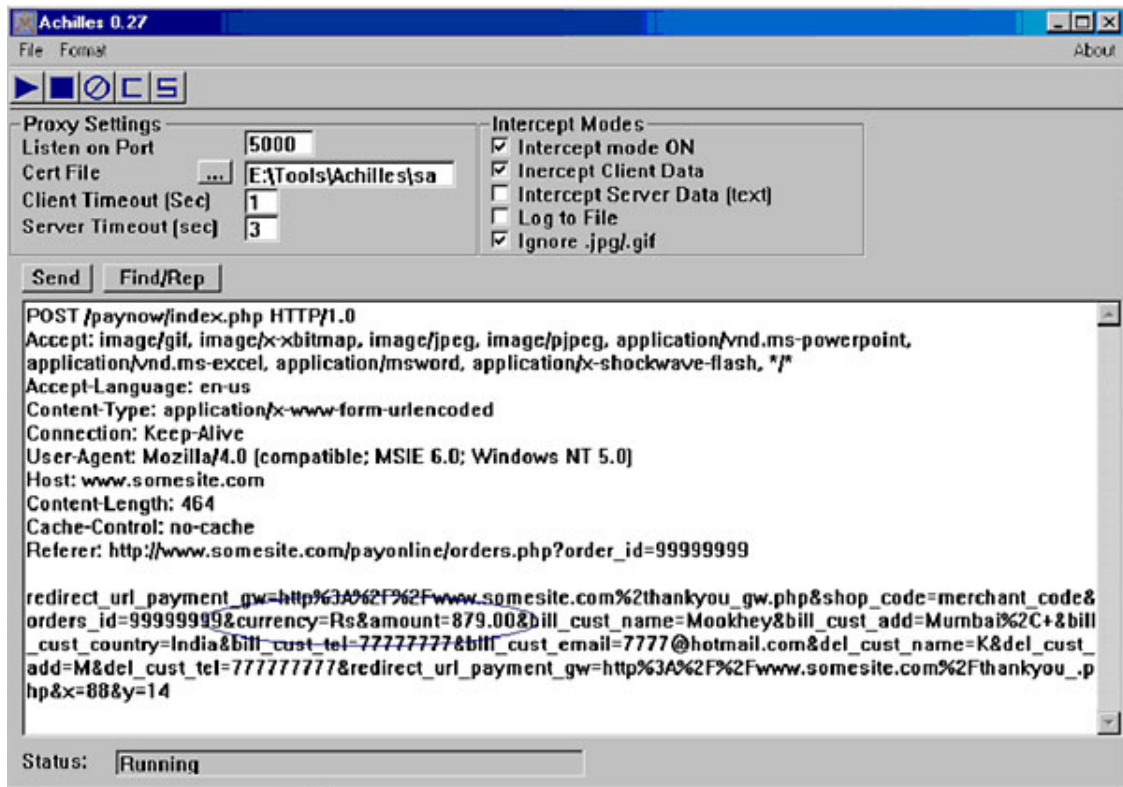 Achilles 0.27
File Format About
Proxy Settings
Listen on Port 5000
Cert File ... E:\Tools\Achilles\sa
Client Timeout (Sec) 1
Server Timeout (sec) 3
Intercept Modes
Intercept mode ON
Inercept Client Data
Intercept Server Data (text)
Log to File
Ignore .jpg/.gif
Send Find/Rep
POST /paynow/index.php HTTP/1.0
Accept: image/gif, image/x-xbitmap, image/jpeg, image/pjpeg, application/vnd.ms-powerpoint,
application/vnd.ms-excel, application/msword, application/x-shockwave-flash, */*
Accept-Language: en-us
Content-Type: application/x-www-form-urlencoded
Connection: Keep-Alive
User-Agent: Mozilla/4.0 (compatible; MSIE 6.0; Windows NT 5.0)
Host: www.somesite.com
Content-Length: 464
Cache-Control: no-cache
Referer: http://www.somesite.com/payonline/orders.php?order_id=99999999
redirect_url_payment_gw=http%3A%2F%2Fwww.somesite.com%2thankyou_gw.php&shop_code=merchant_code&
orders_id=99999999&currency=Rs&amount=879.00&bill_cust_name=Mookhey&bill_cust_add=Mumbai%2C+&bill
_cust_country=India&bill_cust_tel=77777777&bill_cust_email=7777@hotmail.com&del_cust_name=K&del_cust_
add=M&del_cust_tel=777777777&redirect_url_payment_gw=http%3A%2F%2Fwww.somesite.com%2Fthankyou_.p
hp&x=88&y=14
Status: Running